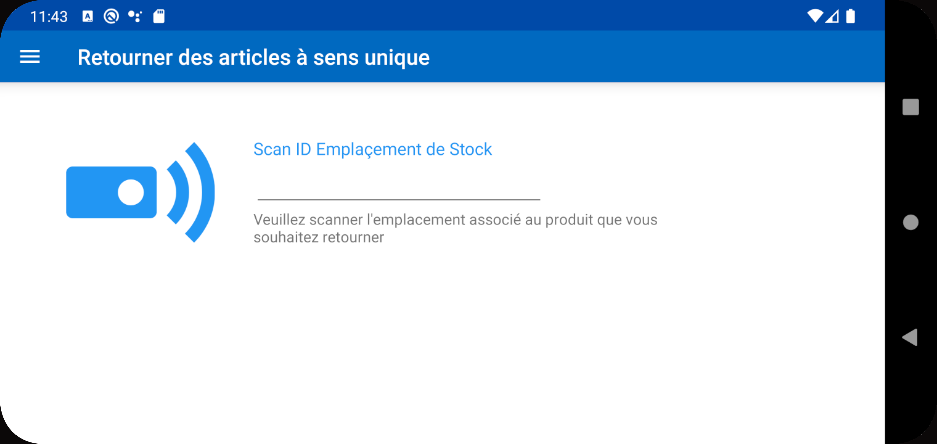 11:43
Retourner des articles à sens unique
Scan ID Emplaçement de Stock
Veuillez scanner l'emplacement associé au produit que vous
souhaitez retourner